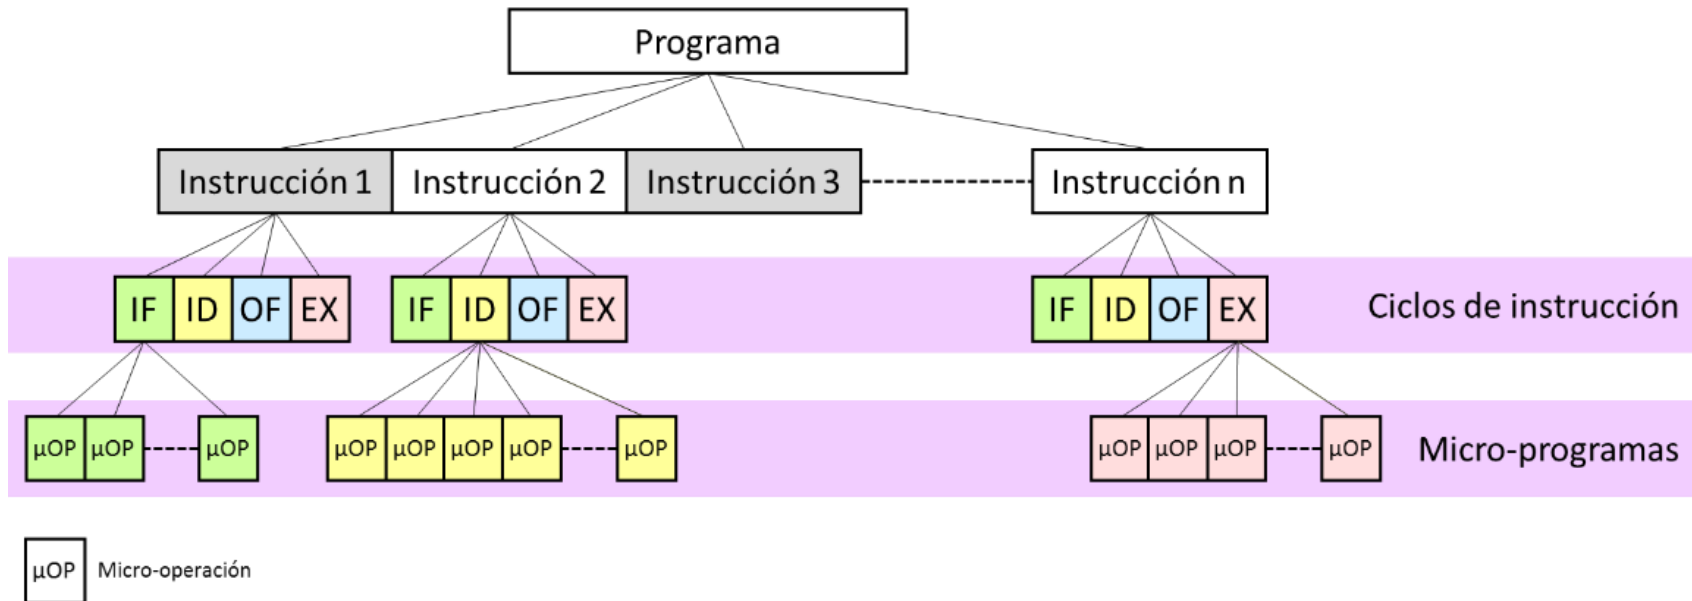 Programa
Instrucción 1 Instrucción 2 Instrucción 3 Instrucción n
IF ID OF EX IF ID OF EX IF ID OF EX Ciclos de instrucción
μOP μOP μOP μOP μOP μOP μOP μOP μOP μOP μOP μOP Micro-programas
μOP Micro-operación